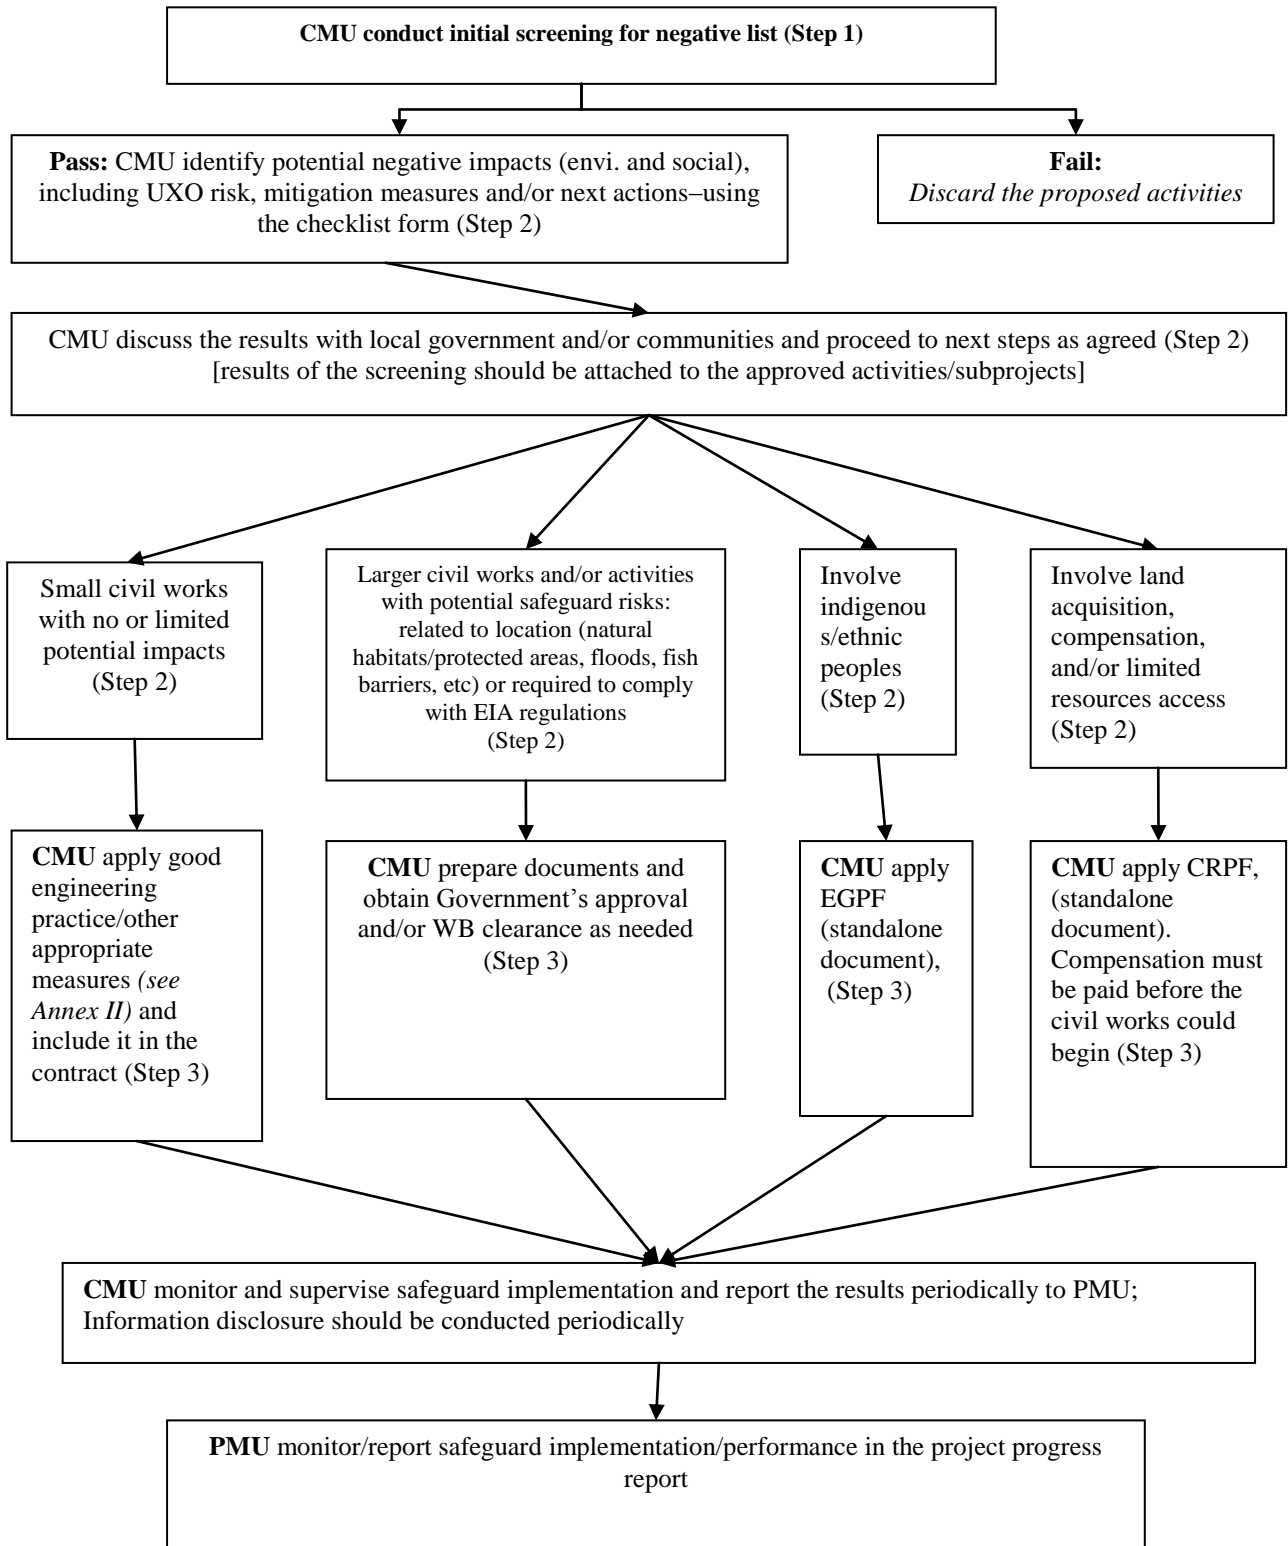 CMU conduct initial screening for negative list (Step 1)
Pass: CMU identify potential negative impacts (envi. and social),
including UXO risk, mitigation measures and/or next actions–using
the checklist form (Step 2)
Fail:
Discard the proposed activities
CMU discuss the results with local government and/or communities and proceed to next steps as agreed (Step 2)
[results of the screening should be attached to the approved activities/subprojects]
Small civil works
with no or limited
potential impacts
(Step 2)
Larger civil works and/or activities
with potential safeguard risks:
related to location (natural
habitats/protected areas, floods, fish
barriers, etc) or required to comply
with EIA regulations
(Step 2)
Involve
indigenou
s/ethnic
peoples
(Step 2)
Involve land
acquisition,
compensation,
and/or limited
resources access
(Step 2)
CMU apply good
engineering
practice/other
appropriate
measures (see
Annex II) and
include it in the
contract (Step 3)
CMU prepare documents and
obtain Government’s approval
and/or WB clearance as needed
(Step 3)
CMU apply
EGPF
(standalone
document),
(Step 3)
CMU apply CRPF,
(standalone
document).
Compensation must
be paid before the
civil works could
begin (Step 3)
CMU monitor and supervise safeguard implementation and report the results periodically to PMU;
Information disclosure should be conducted periodically
PMU monitor/report safeguard implementation/performance in the project progress
report